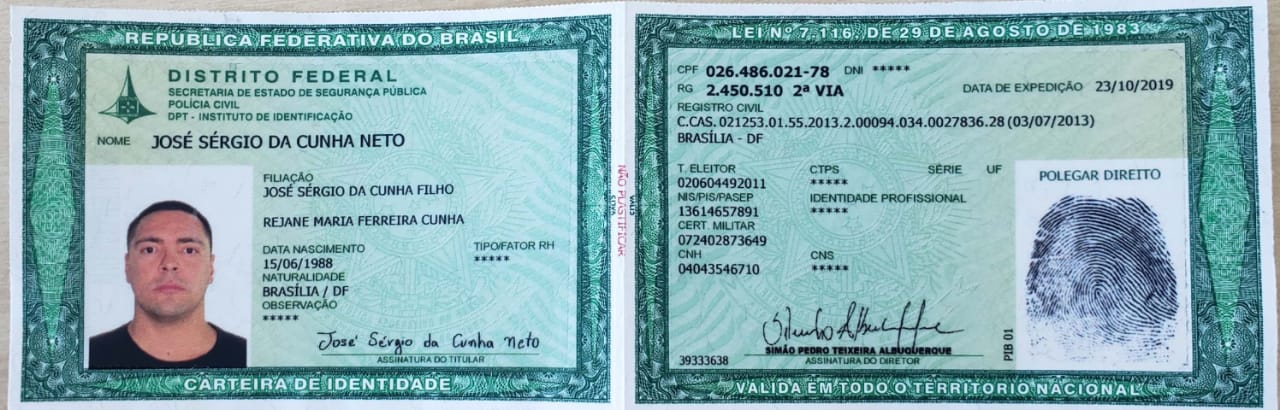 REPÚBLICA FEDERATIVA DO BRASIL
DISTRITO FEDERAL
SECRETARIA DE ESTADO DE SEGURANÇA PÚBLICA
POLÍCIA CIVIL
DPT - INSTITUTO DE IDENTIFICAÇÃO
NOME JOSÉ SÉRGIO DA CUNHA NETO
FILIAÇÃO
JOSÉ SÉRGIO DA CUNHA FILHO
REJANE MARIA FERREIRA CUNHA
DATA NASCIMENTO TIPO/FATOR RH
15/06/1988 *****
NATURALIDADE
BRASÍLIA / DF
OBSERVAÇÃO
*****
José Sérgio da Cunha Neto
ASSINATURA DO TITULAR
CARTEIRA DE IDENTIDADE
NÃO PLASTIFICAR
LEI Nº 7.116, DE 29 DE AGOSTO DE 1983
CPF 026.486.021-78 DNI *****
RG 2.450.510 2ª VIA DATA DE EXPEDIÇÃO 23/10/2019
REGISTRO CIVIL
C.CAS. 021253.01.55.2013.2.00094.034.0027836.28 (03/07/2013)
BRASÍLIA - DF
T. ELEITOR CTPS SÉRIE UF
020604492011 *****
NIS/PIS/PASEP IDENTIDADE PROFISSIONAL
13614657891 *****
CERT. MILITAR
072402873649
CNH CNS
04043546710 *****
POLEGAR DIREITO
SIMÃO PEDRO TEIXEIRA ALBUQUERQUE
39333638 ASSINATURA DO DIRETOR
VÁLIDA EM TODO O TERRITÓRIO NACIONAL